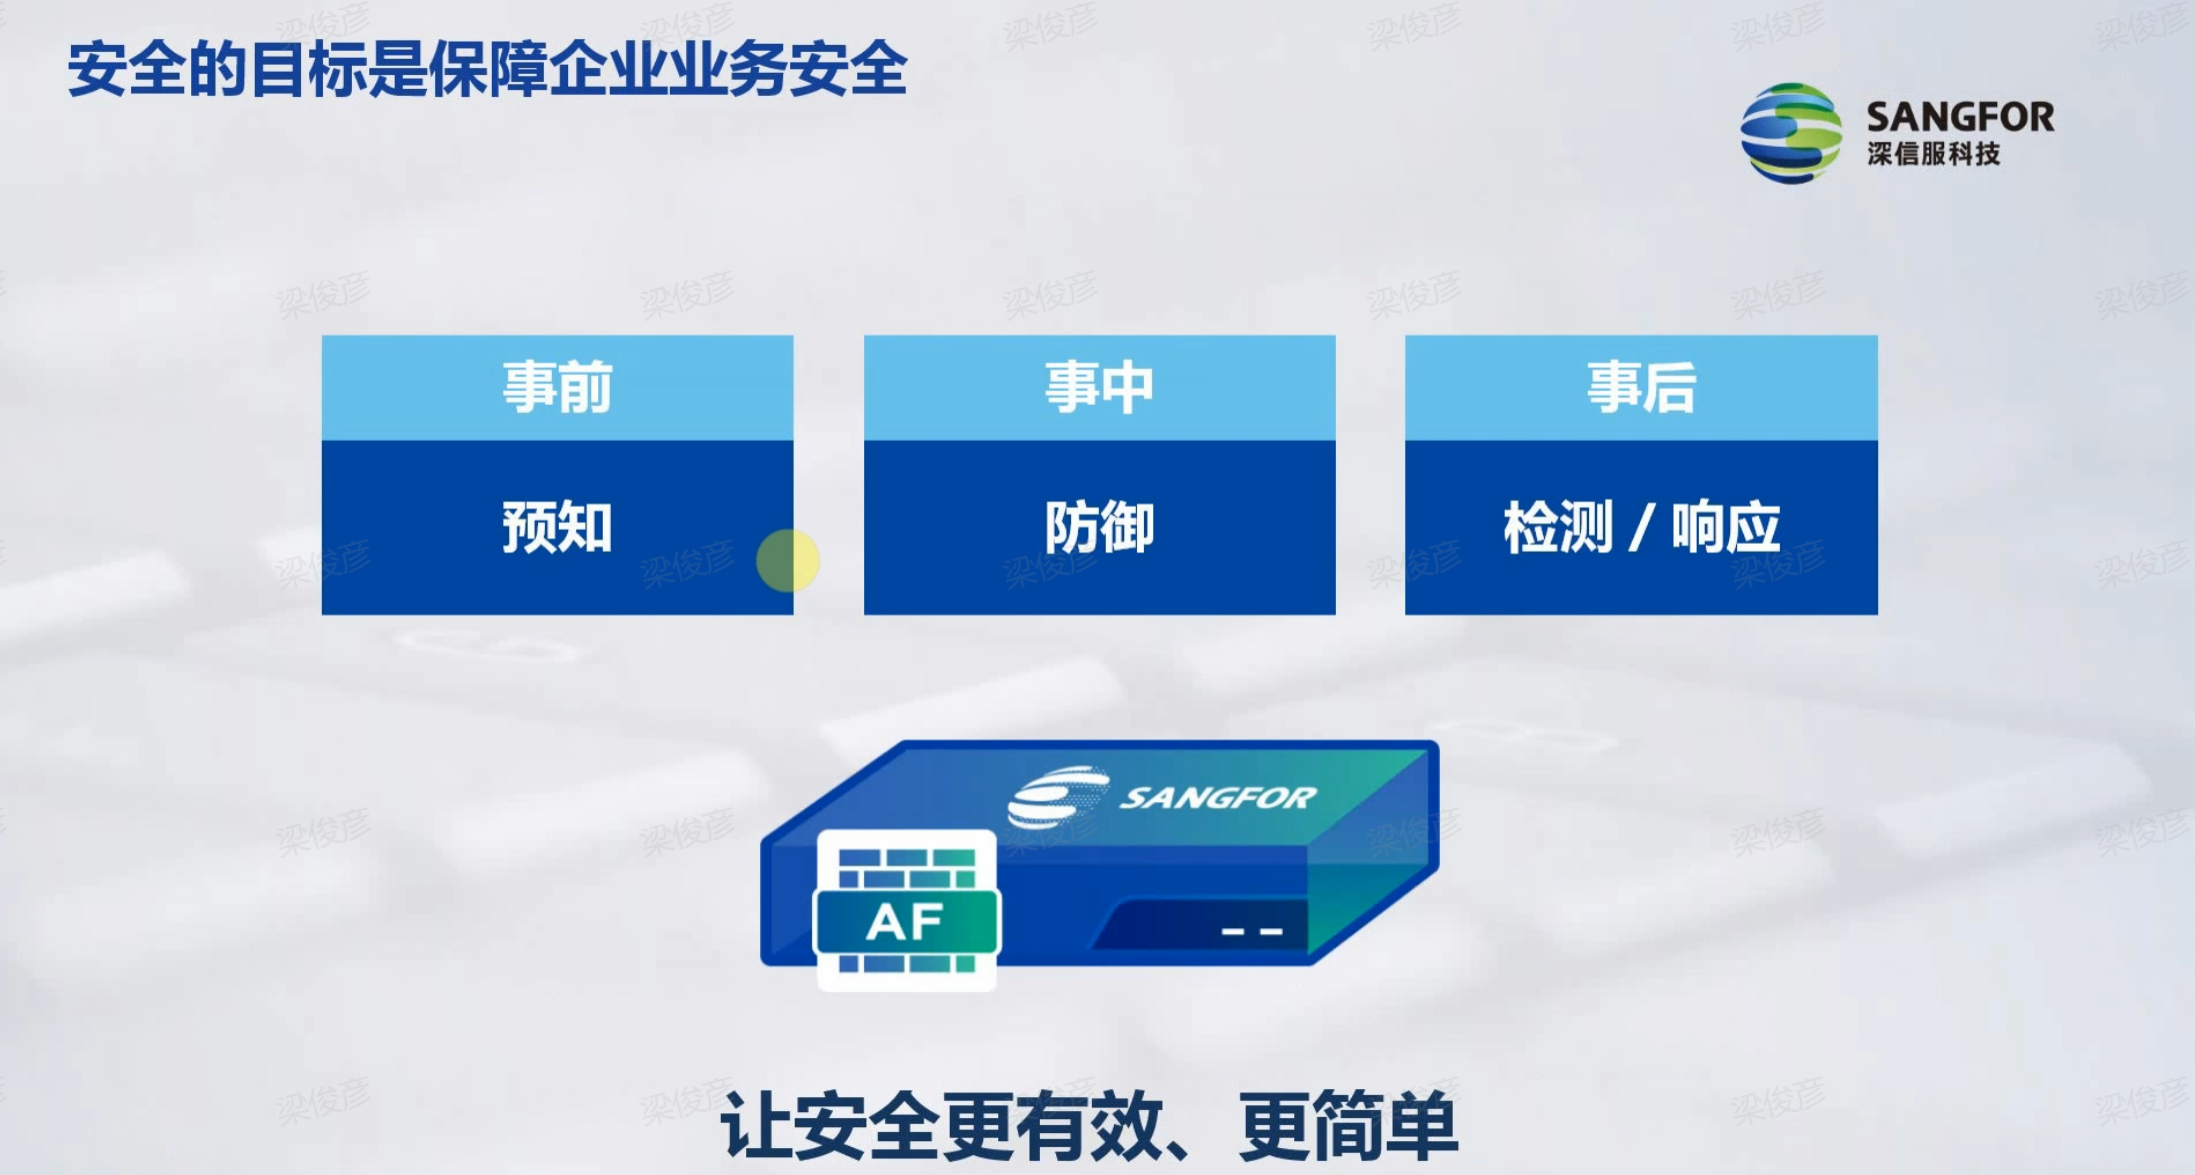 安全的目标是保障企业业务安全
SANGFOR
深信服科技
事前
预知
事中
防御
事后
检测 / 响应
SANGFOR
AF
让安全更有效、更简单
梁俊彦